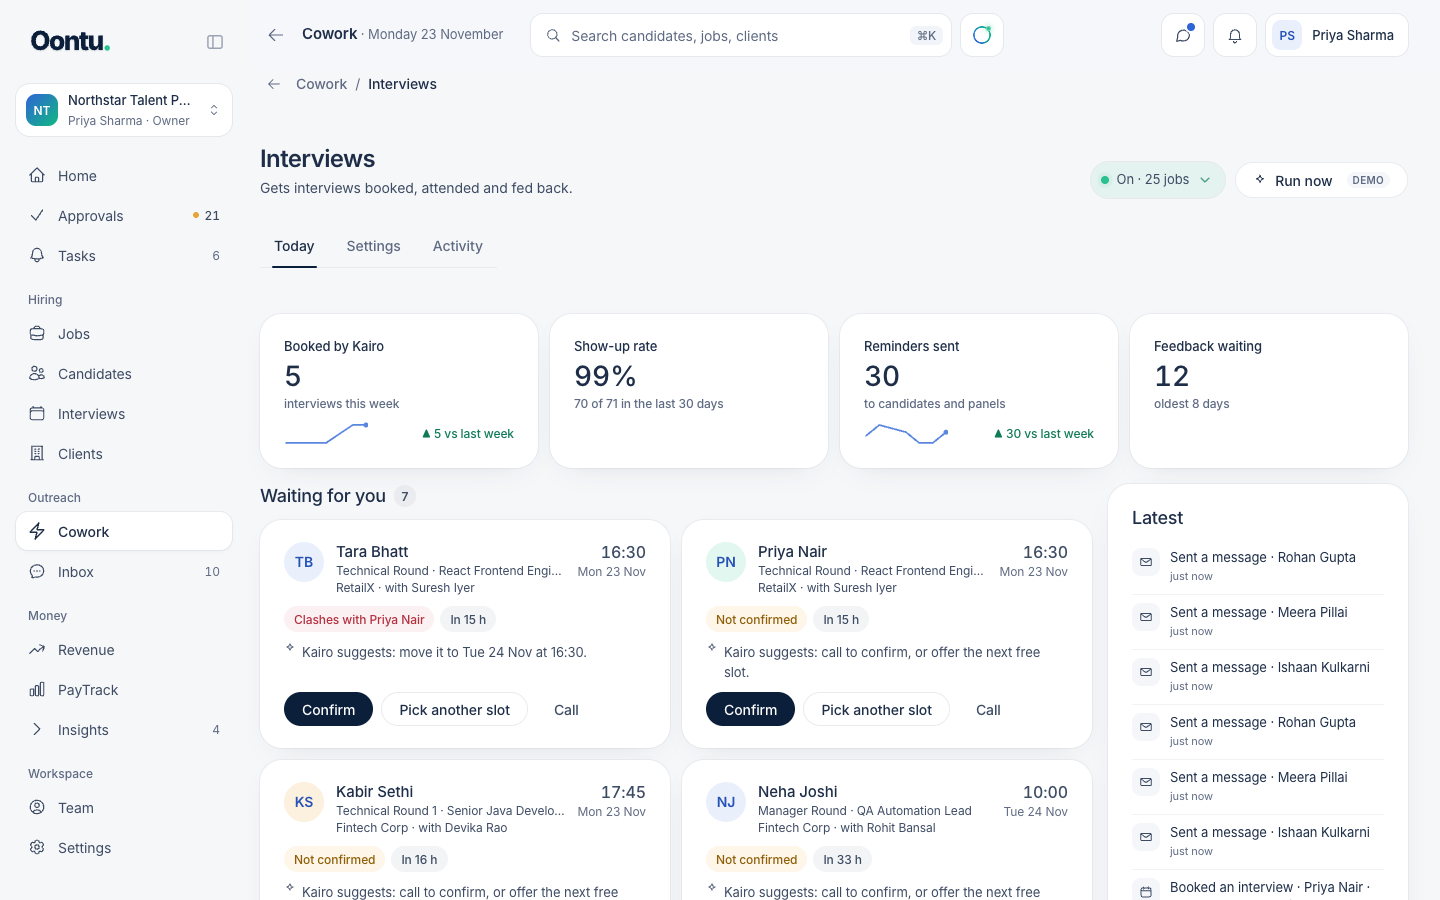 Oontu.
NT
Northstar Talent P...
Priya Sharma · Owner
Home
Approvals
21
Tasks
6
Hiring
Jobs
Candidates
Interviews
Clients
Outreach
Cowork
Inbox
10
Money
Revenue
PayTrack
Insights
4
Workspace
Team
Settings
Cowork · Monday 23 November
Search candidates, jobs, clients
⌘K
PS
Priya Sharma
Cowork / Interviews
Interviews
Gets interviews booked, attended and fed back.
On · 25 jobs
Run now
DEMO
Today
Settings
Activity
Booked by Kairo
5
interviews this week
▲ 5 vs last week
Show-up rate
99%
70 of 71 in the last 30 days
Reminders sent
30
to candidates and panels
▲ 30 vs last week
Feedback waiting
12
oldest 8 days
Waiting for you 7
TB
Tara Bhatt
16:30
Technical Round · React Frontend Engi...
Mon 23 Nov
RetailX · with Suresh Iyer
Clashes with Priya Nair
In 15 h
Kairo suggests: move it to Tue 24 Nov at 16:30.
Confirm
Pick another slot
Call
PN
Priya Nair
16:30
Technical Round · React Frontend Engi...
Mon 23 Nov
RetailX · with Suresh Iyer
Not confirmed
In 15 h
Kairo suggests: call to confirm, or offer the next free
slot.
Confirm
Pick another slot
Call
KS
Kabir Sethi
17:45
Technical Round 1 · Senior Java Develo...
Mon 23 Nov
Fintech Corp · with Devika Rao
Not confirmed
In 16 h
Kairo suggests: call to confirm, or offer the next free
NJ
Neha Joshi
10:00
Manager Round · QA Automation Lead
Tue 24 Nov
Fintech Corp · with Rohit Bansal
Not confirmed
In 33 h
Kairo suggests: call to confirm, or offer the next free
Latest
Sent a message · Rohan Gupta
just now
Sent a message · Meera Pillai
just now
Sent a message · Ishaan Kulkarni
just now
Sent a message · Rohan Gupta
just now
Sent a message · Meera Pillai
just now
Sent a message · Ishaan Kulkarni
just now
Booked an interview · Priya Nair ·